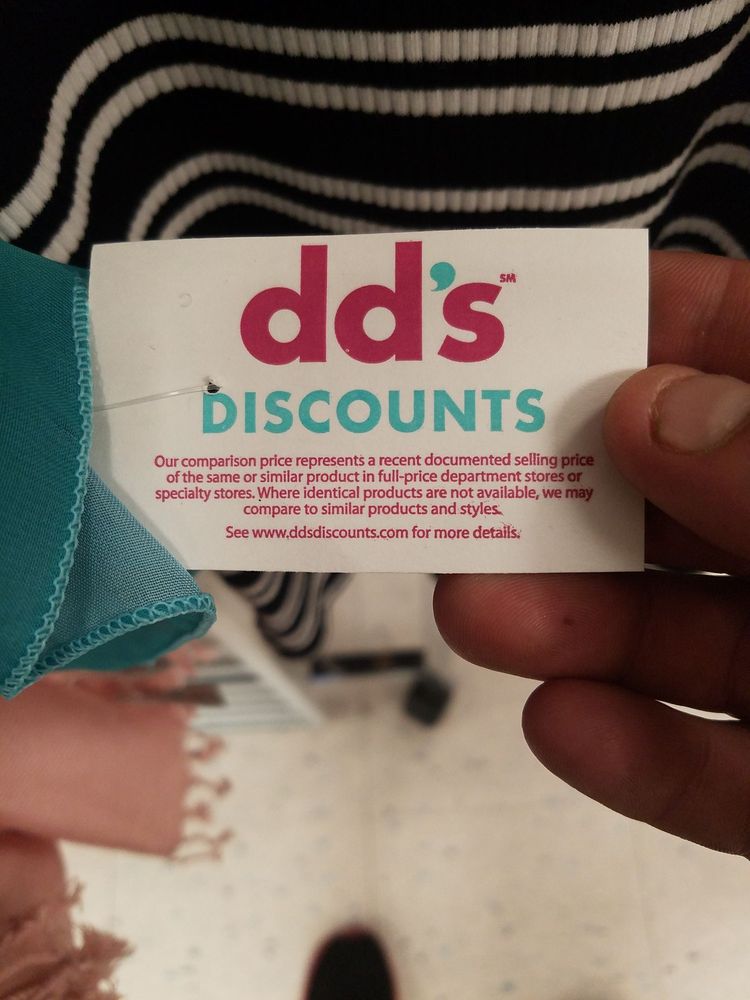 dd's SM
DISCOUNTS
Our comparison price represents a recent documented selling price
of the same or similar product in full-price department stores or
specialty stores. Where identical products are not available, we may
compare to similar products and styles.
See www.ddsdiscounts.com for more details.